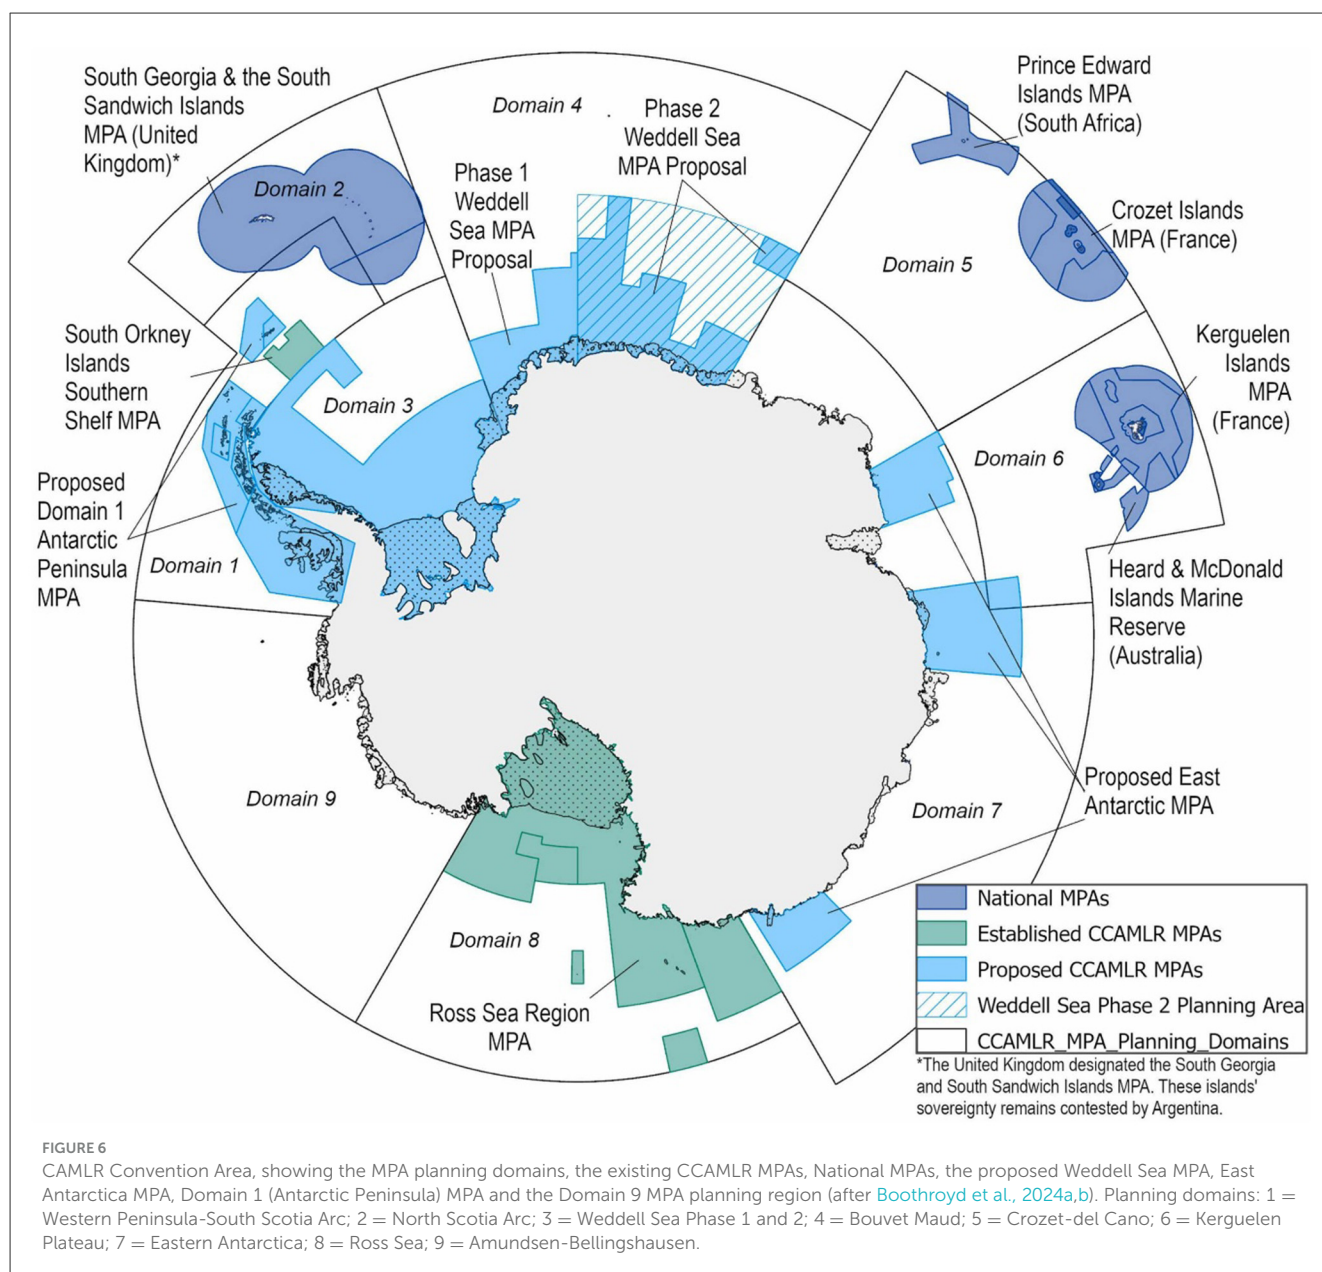 South Georgia & the South
Sandwich Islands
MPA (United
Kingdom)*
Domain 2
Domain 4
Phase 2
Weddell Sea
MPA Proposal
Phase 1
Weddell
Sea MPA
Proposal
Prince Edward
Islands MPA
(South Africa)
Crozet Islands
MPA (France)
Domain 5
Kerguelen
Islands
MPA
(France)
Domain 6
South Orkney
Islands
Southern
Shelf MPA
Domain 3
Proposed
Domain 1
Antarctic
Peninsula
MPA
Domain 1
Heard & McDonald
Islands Marine
Reserve
(Australia)
Proposed East
Antarctic MPA
Domain 7
Domain 9
Domain 8
Ross Sea Region
MPA
National MPAs
Established CCAMLR MPAs
Proposed CCAMLR MPAs
Weddell Sea Phase 2 Planning Area
CCAMLR_MPA_Planning_Domains
*The United Kingdom designated the South Georgia
and South Sandwich Islands MPA. These islands'
sovereignty remains contested by Argentina.
FIGURE 6
CAMLR Convention Area, showing the MPA planning domains, the existing CCAMLR MPAs, National MPAs, the proposed Weddell Sea MPA, East
Antarctica MPA, Domain 1 (Antarctic Peninsula) MPA and the Domain 9 MPA planning region (after Boothroyd et al., 2024a,b). Planning domains: 1 =
Western Peninsula-South Scotia Arc; 2 = North Scotia Arc; 3 = Weddell Sea Phase 1 and 2; 4 = Bouvet Maud; 5 = Crozet-del Cano; 6 = Kerguelen
Plateau; 7 = Eastern Antarctica; 8 = Ross Sea; 9 = Amundsen-Bellingshausen.